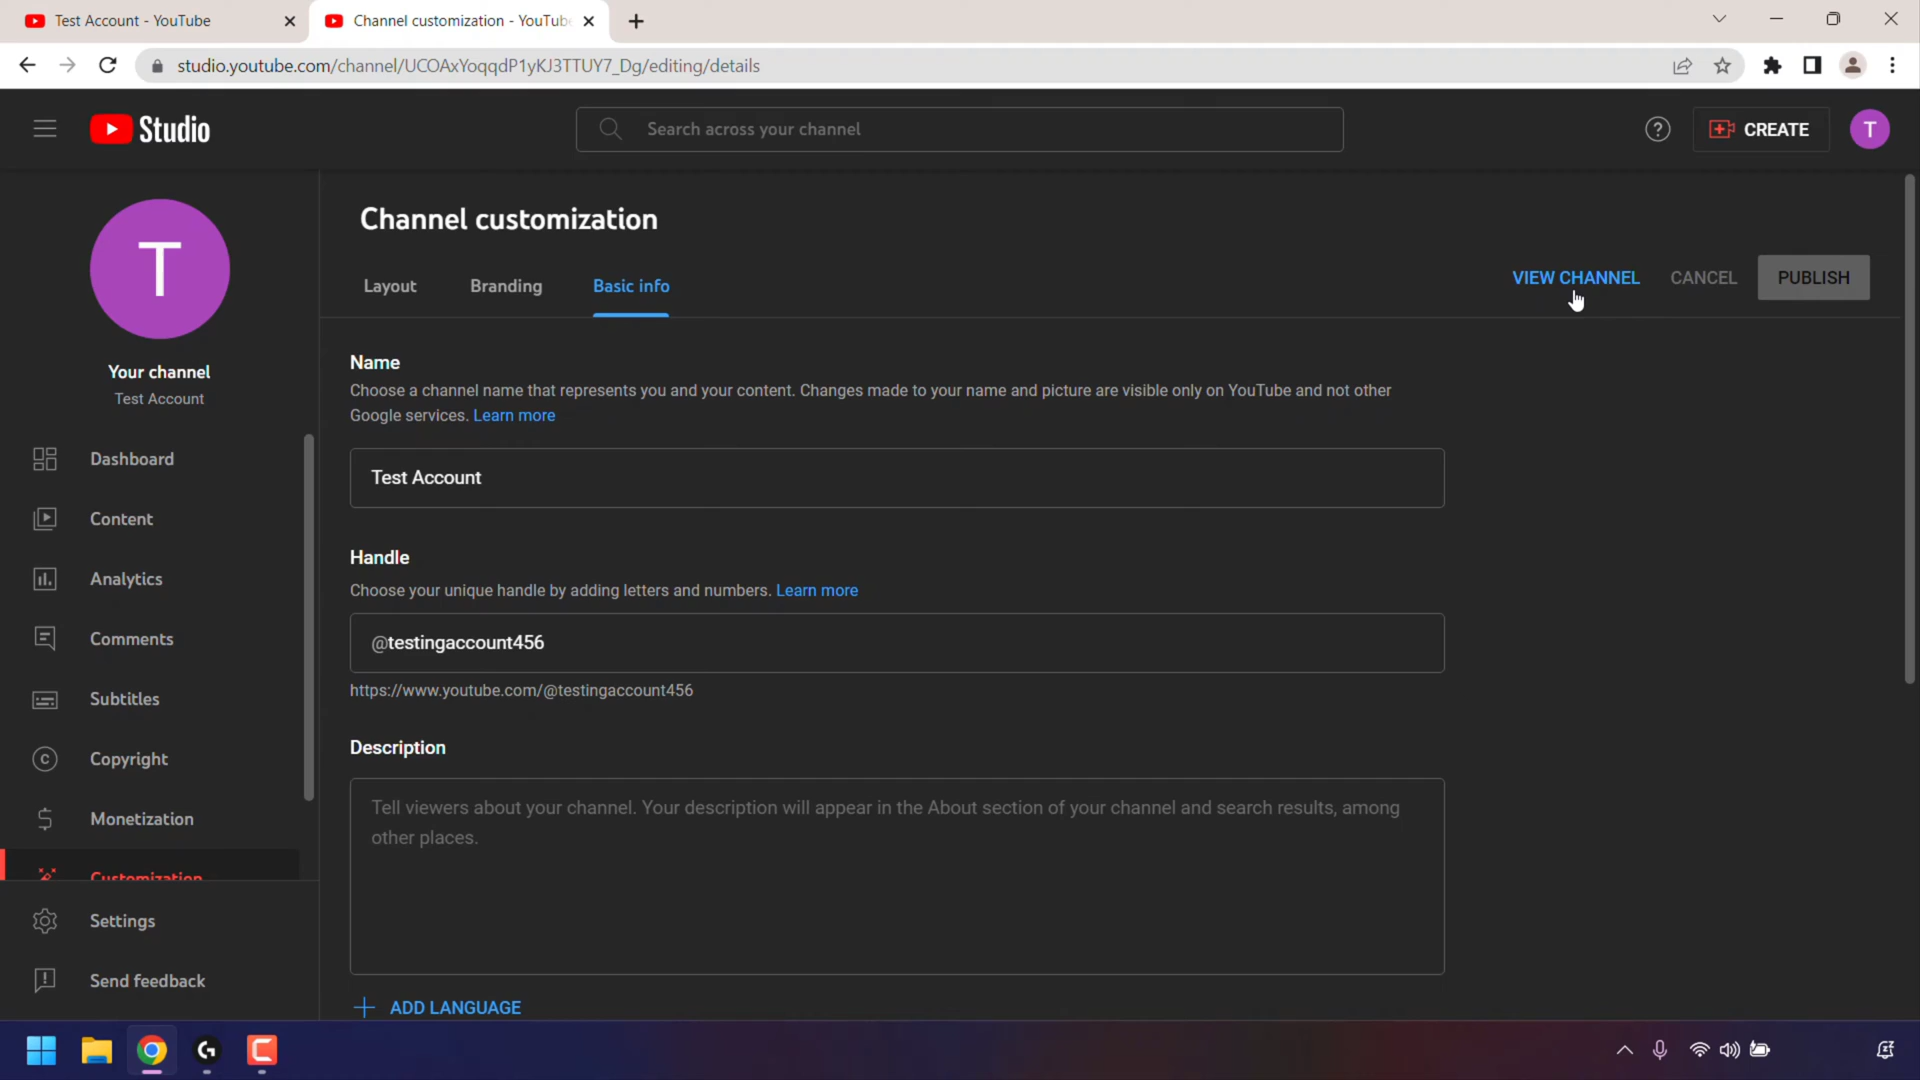 Test Account - YouTube
Channel customization - YouTub
studio.youtube.com/channel/UCOAxYoqqdP1yKJ3TTUY7_Dg/editing/details
Studio
Search across your channel
?
CREATE
T
T
Your channel
Test Account
Dashboard
Content
Analytics
Comments
Subtitles
Copyright
Monetization
Customization
Settings
Send feedback
Channel customization
Layout
Branding
Basic info
VIEW CHANNEL
CANCEL
PUBLISH
Name
Choose a channel name that represents you and your content. Changes made to your name and picture are visible only on YouTube and not other
Google services. Learn more
Test Account
Handle
Choose your unique handle by adding letters and numbers. Learn more
@testingaccount456
https://www.youtube.com/@testingaccount456
Description
Tell viewers about your channel. Your description will appear in the About section of your channel and search results, among
other places.
ADD LANGUAGE